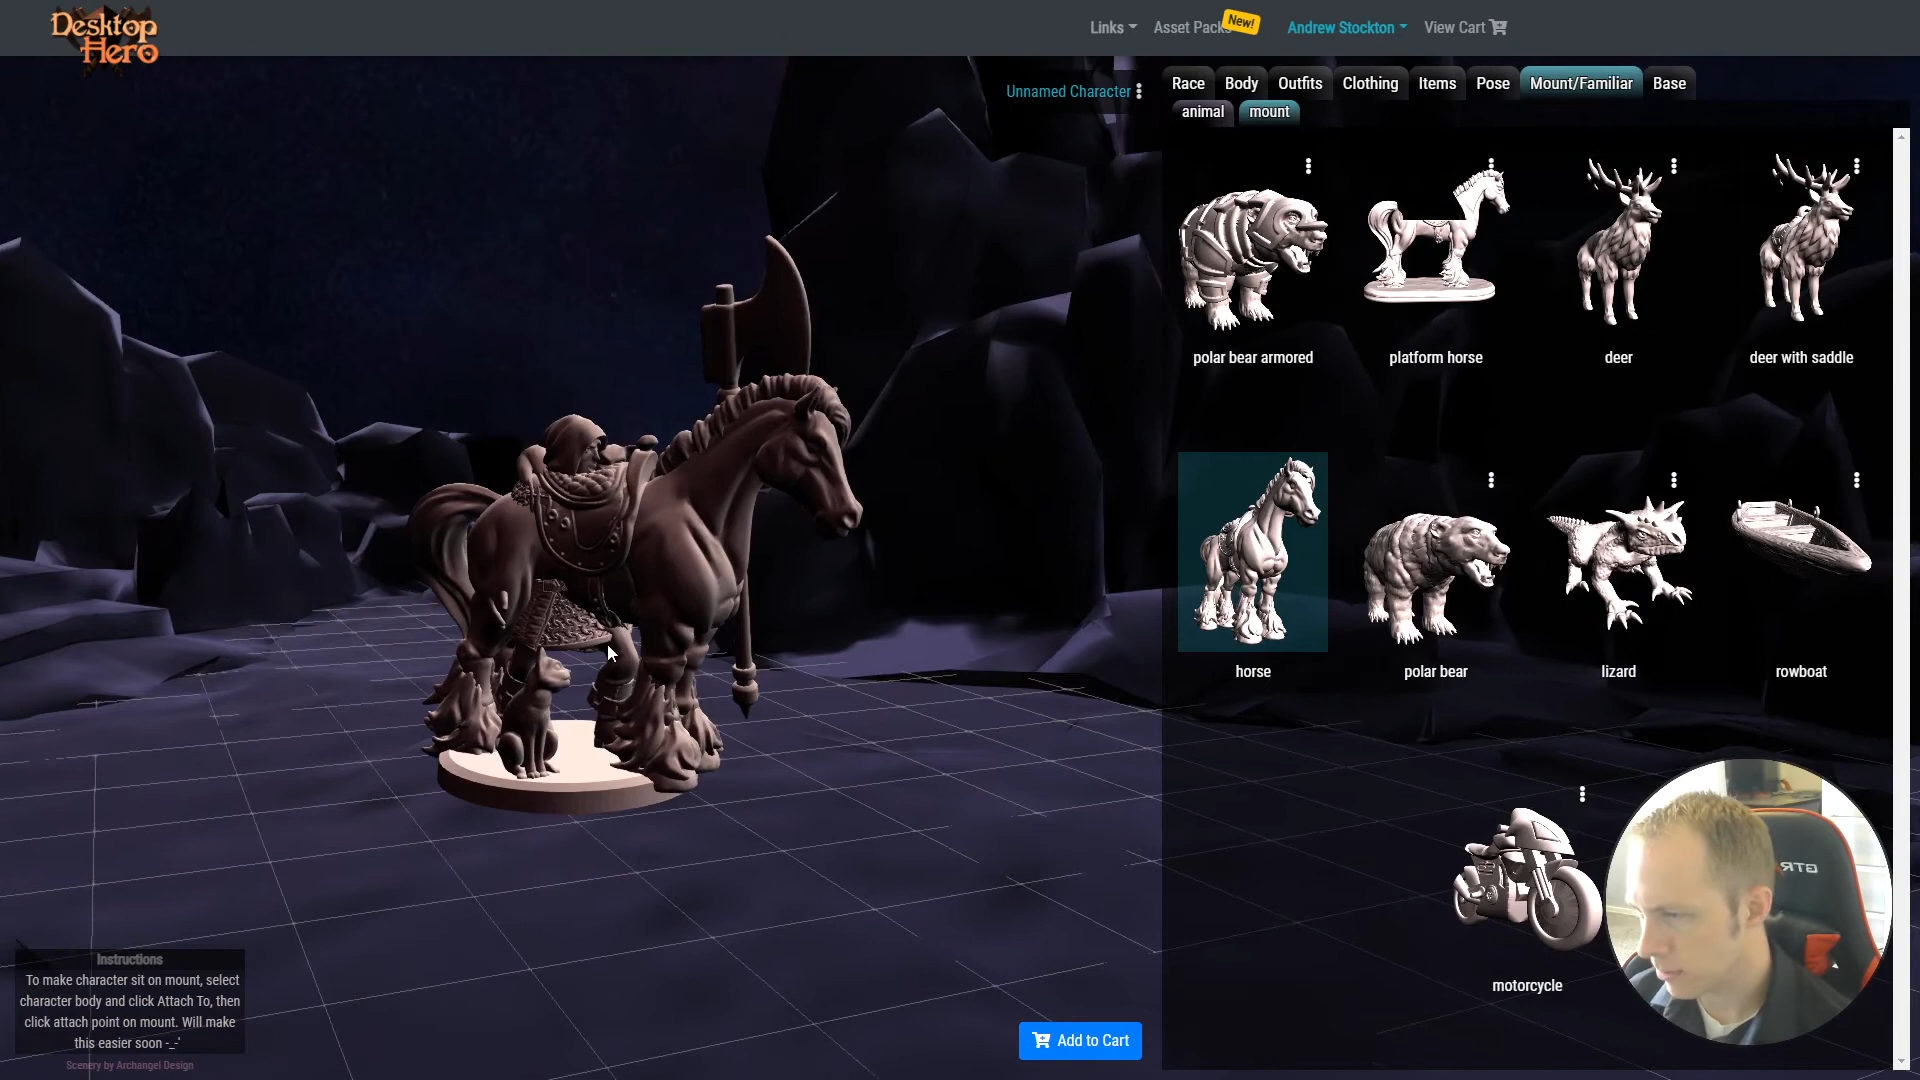 Desktop
Hero
Links
Asset Packs
New!
Andrew Stockton
View Cart
Unnamed Character
Race
Body
Outfits
Clothing
Items
Pose
Mount/Familiar
Base
animal
mount
polar bear armored
platform horse
deer
deer with saddle
horse
polar bear
lizard
rowboat
motorcycle
GTR
Instructions
To make character sit on mount, select
character body and click Attach To, then
click attach point on mount. Will make
this easier soon -_-'
Scenery by Archangel Design
Add to Cart